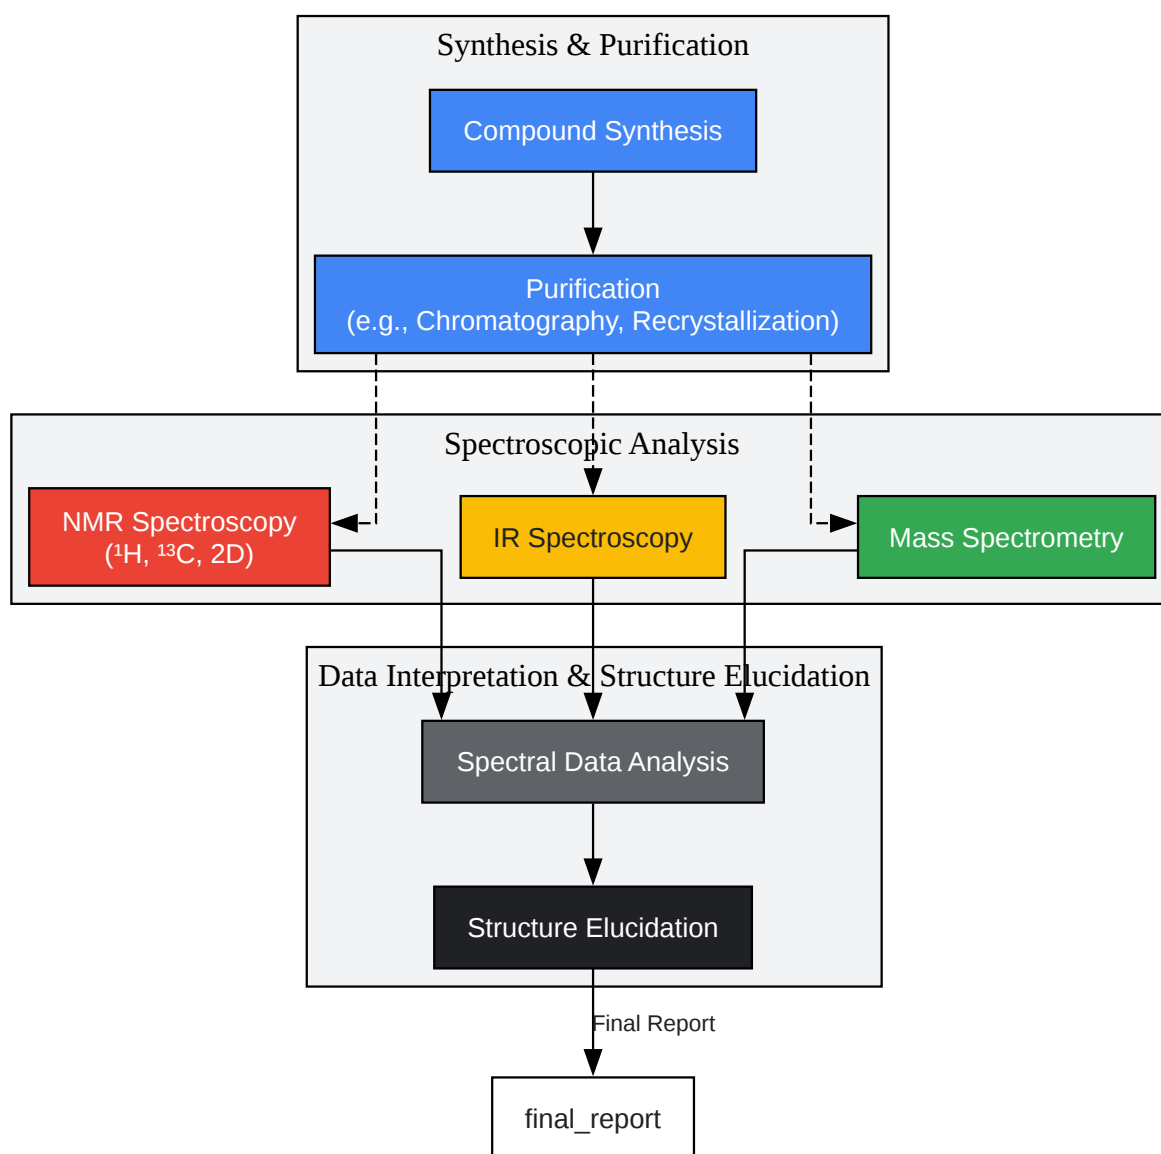 Synthesis & Purification
Compound Synthesis
Purification
(e.g., Chromatography, Recrystallization)
Spectroscopic Analysis
NMR Spectroscopy
(¹H, ¹³C, 2D)
IR Spectroscopy
Mass Spectrometry
Data Interpretation & Structure Elucidation
Spectral Data Analysis
Structure Elucidation
Final Report
final_report